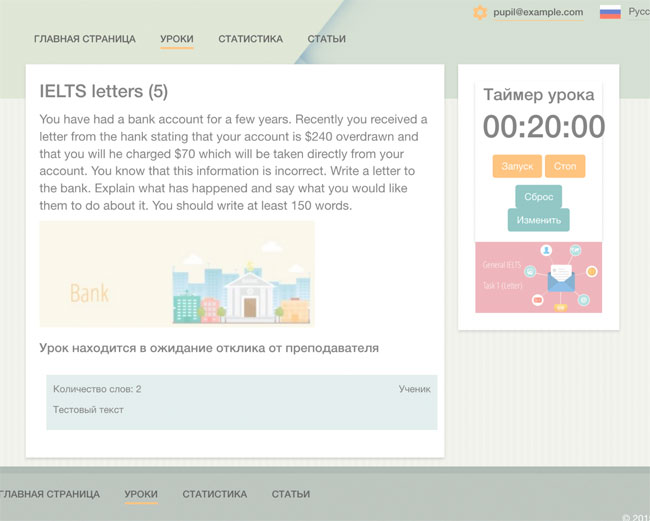 pupil@example.com
Русс
ГЛАВНАЯ СТРАНИЦА УРОКИ СТАТИСТИКА СТАТЬИ
IELTS letters (5)
You have had a bank account for a few years. Recently you received a
letter from the hank stating that your account is $240 overdrawn and
that you will he charged $70 which will be taken directly from your
account. You know that this information is incorrect. Write a letter to
the bank. Explain what has happened and say what you would like
them to do about it. You should write at least 150 words.
Bank
Урок находится в ожидание отклика от преподавателя
Количество слов: 2 Ученик
Тестовый текст
Таймер урока
00:20:00
Запуск Стоп
Сброс
Изменить
General IELTS
Task 1 (Letter)
ГЛАВНАЯ СТРАНИЦА УРОКИ СТАТИСТИКА СТАТЬИ